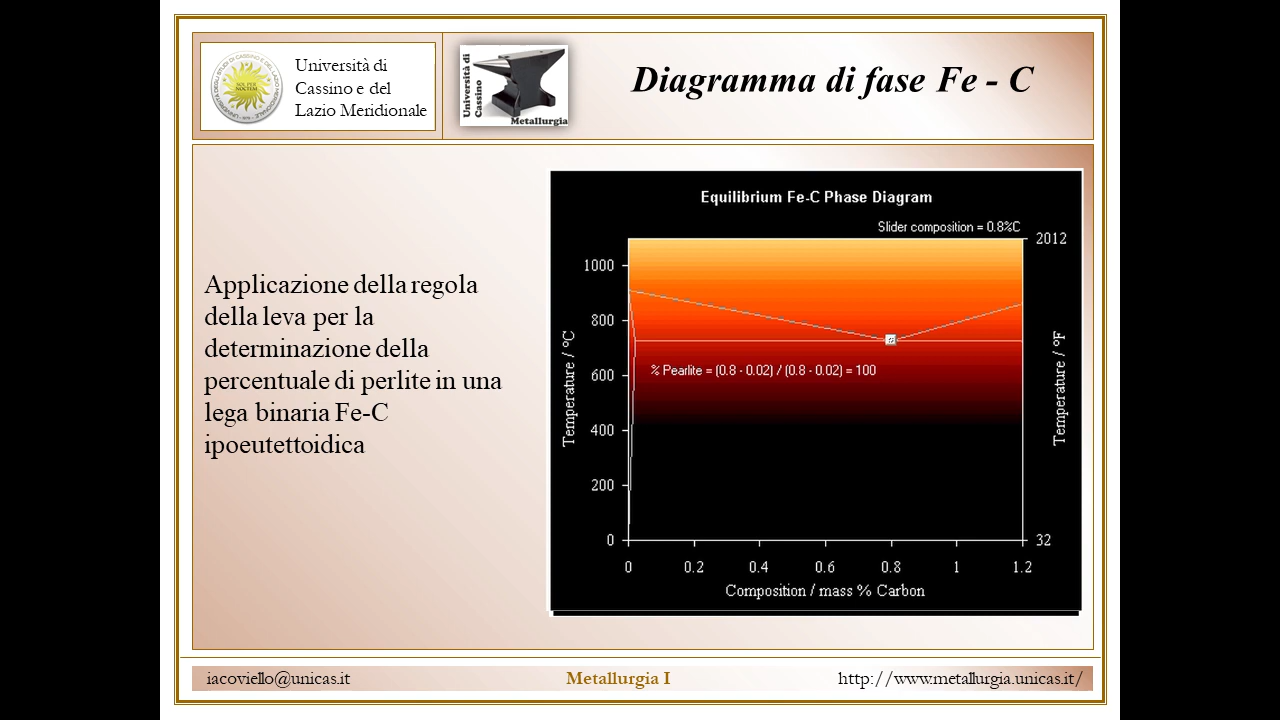 Università di
Cassino e del
Lazio Meridionale
Università di
Cassino
Metallurgia
Diagramma di fase Fe - C
Applicazione della regola
della leva per la
determinazione della
percentuale di perlite in una
lega binaria Fe-C
ipoeutettoidica
Equilibrium Fe-C Phase Diagram
Slider composition = 0.8%C
2012
1000
800
% Pearlite = (0.8 - 0.02) / (0.8 - 0.02) = 100
600
400
200
0
32
Temperature / °C
Temperature / °F
0 0.2 0.4 0.6 0.8 1 1.2
Composition / mass % Carbon
iacoviello@unicas.it
Metallurgia I
http://www.metallurgia.unicas.it/